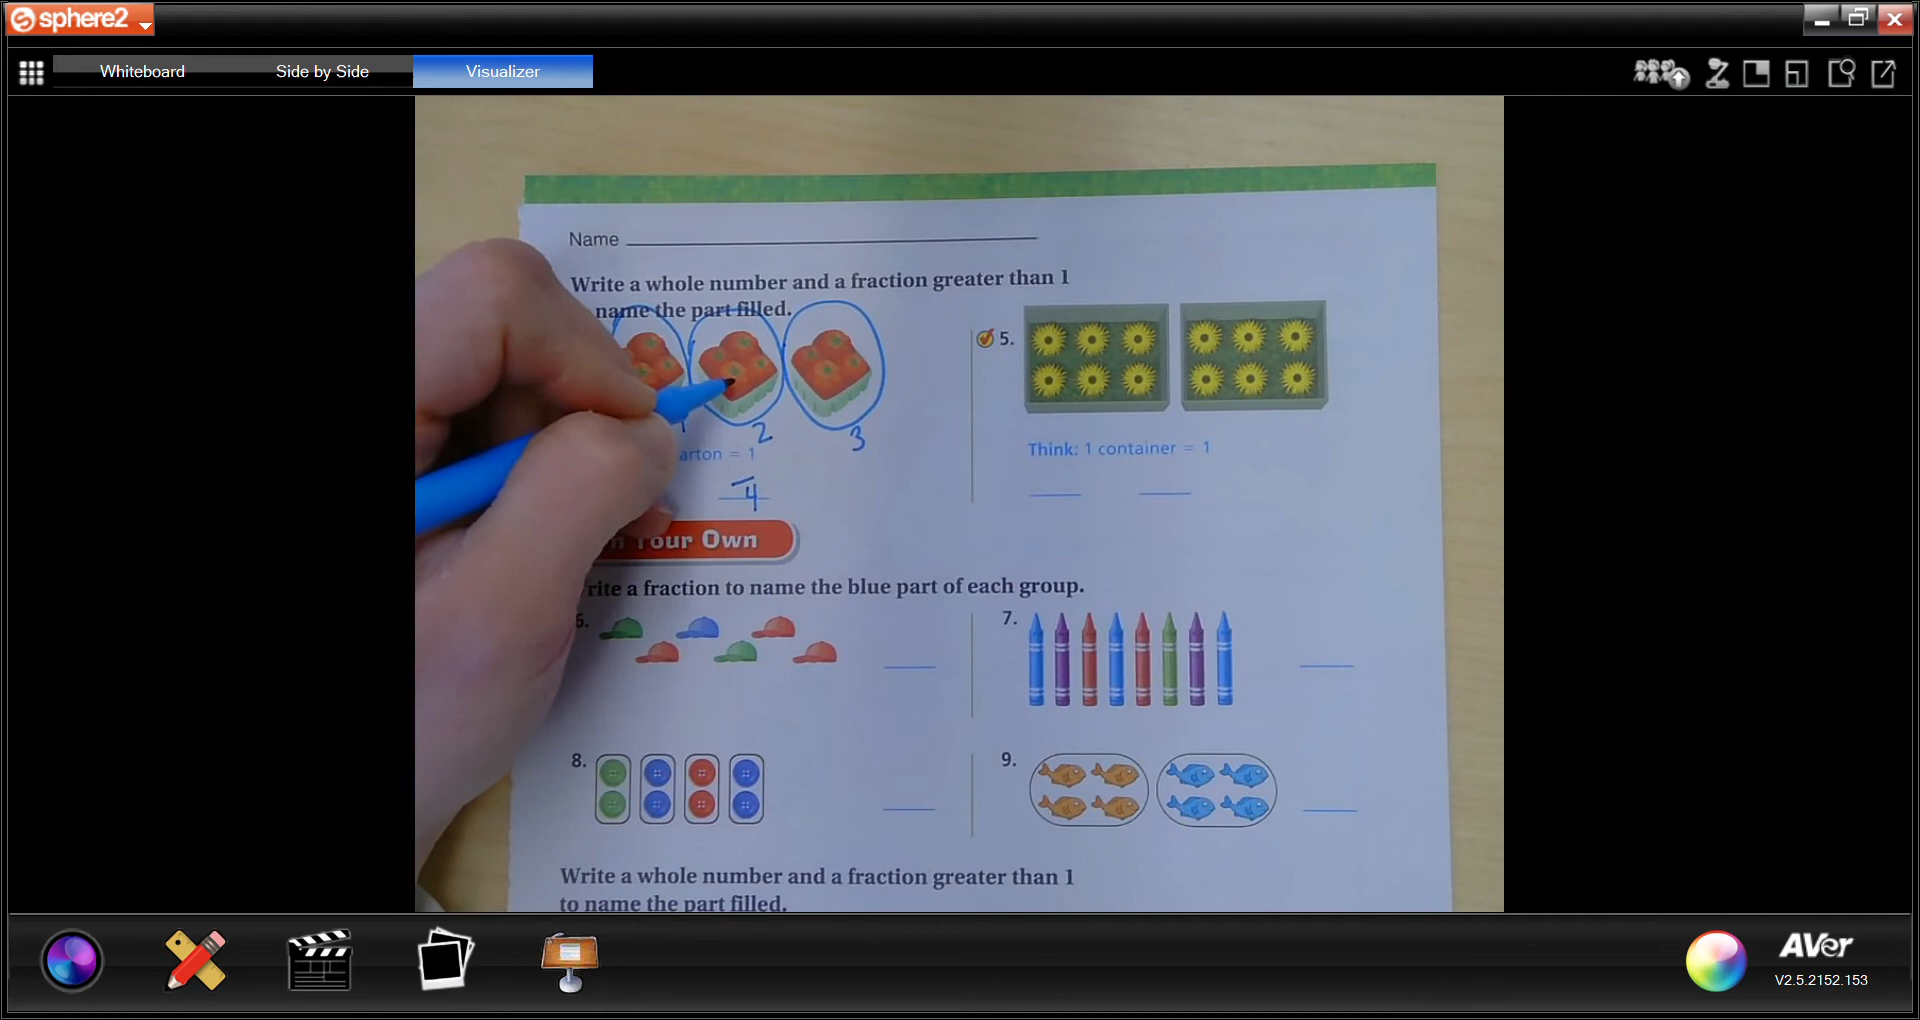 sphere2
Whiteboard
Side by Side
Visualizer
Name
Write a whole number and a fraction greater than 1
name the part filled.
5.
2
3
arton = 1
Think: 1 container = 1
4
Your Own
Write a fraction to name the blue part of each group.
6.
7.
8.
9.
Write a whole number and a fraction greater than 1
to name the part filled.
AVer
V2.5.2152.153